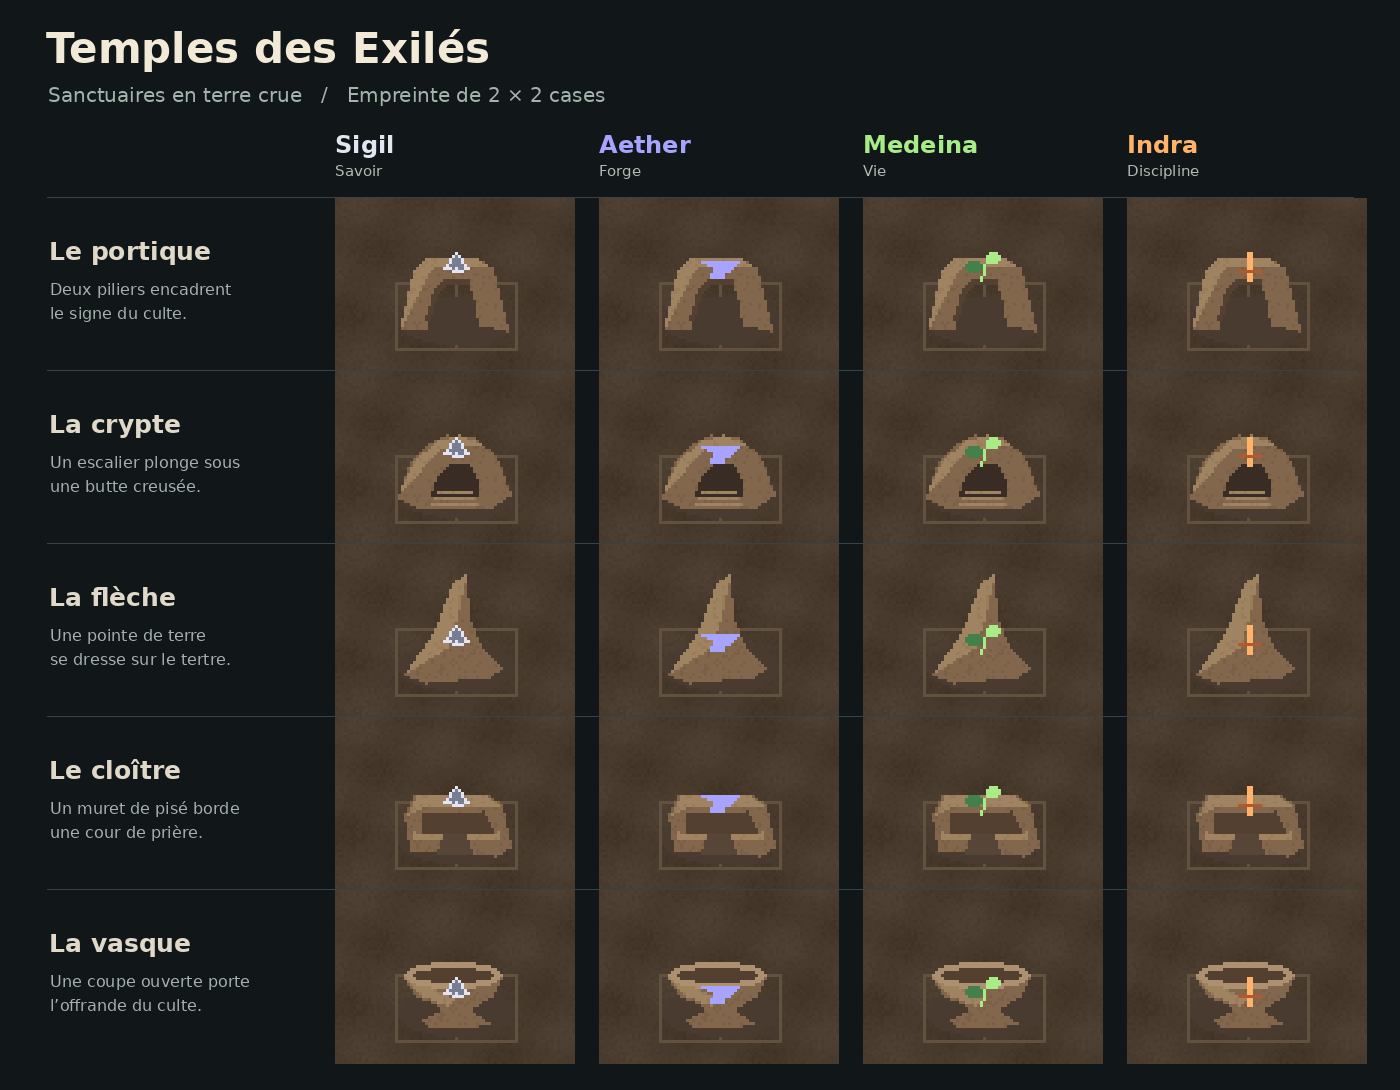 Temples des Exilés
Sanctuaires en terre crue / Empreinte de 2 × 2 cases
Sigil
Savoir
Aether
Forge
Medeina
Vie
Indra
Discipline
Le portique
Deux piliers encadrent
le signe du culte.
La crypte
Un escalier plonge sous
une butte creusée.
La flèche
Une pointe de terre
se dresse sur le tertre.
Le cloître
Un muret de pisé borde
une cour de prière.
La vasque
Une coupe ouverte porte
l’offrande du culte.